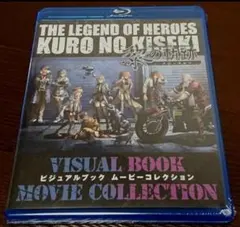 THE LEGEND OF HEROES
KURO NO KISEKI
VISUAL BOOK
ビジュアルブック ムービーコレクション
MOVIE COLLECTION